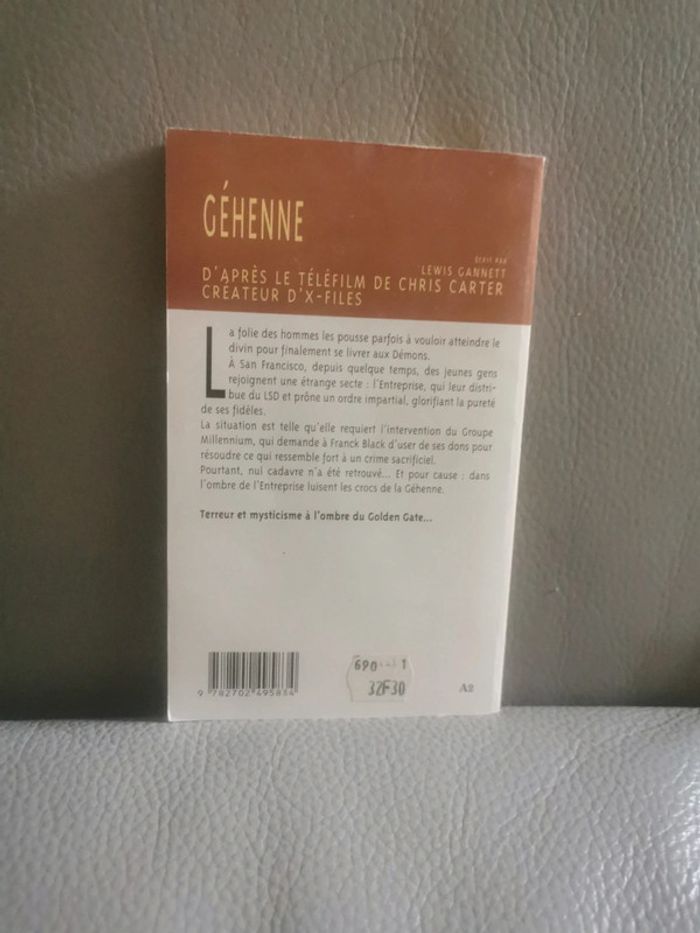 GÉHENNE
ÉCRIT PAR
LEWIS GANNETT
D'APRÈS LE TÉLÉFILM DE CHRIS CARTER
CRÉATEUR D'X-FILES
La folie des hommes les pousse parfois à vouloir atteindre le
divin pour finalement se livrer aux Démons.
À San Francisco, depuis quelque temps, des jeunes gens
rejoignent une étrange secte : l'Entreprise, qui leur distri-
bue du LSD et prône un ordre impartial, glorifiant la pureté
de ses fidèles.
La situation est telle qu'elle requiert l'intervention du Groupe
Millennium, qui demande à Franck Black d'user de ses dons pour
résoudre ce qui ressemble fort à un crime sacrificiel.
Pourtant, nul cadavre n'a été retrouvé... Et pour cause : dans
l'ombre de l'Entreprise luisent les crocs de la Géhenne.
Terreur et mysticisme à l'ombre du Golden Gate...
690 1
32F30
9 782702 495834
A2